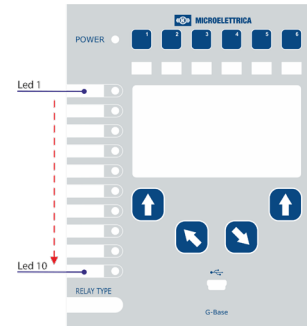 MICROELETTRICA
POWER
1 2 3 4 5 6
Led 1
Led 10
RELAY TYPE
G-Base